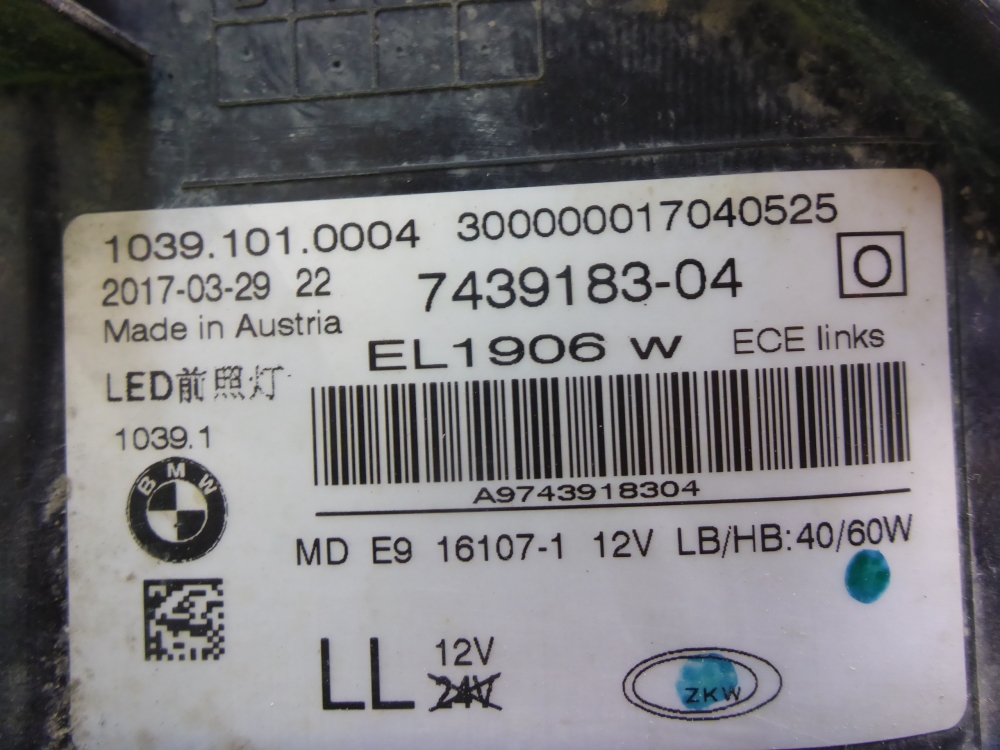 1039.101.0004 300000017040525
2017-03-29 22 7439183-04 O
Made in Austria
EL1906 W ECE links
LED前照灯
1039.1
BMW
A9743918304
MD E9 16107-1 12V LB/HB:40/60W
LL 12V
24V
ZKW